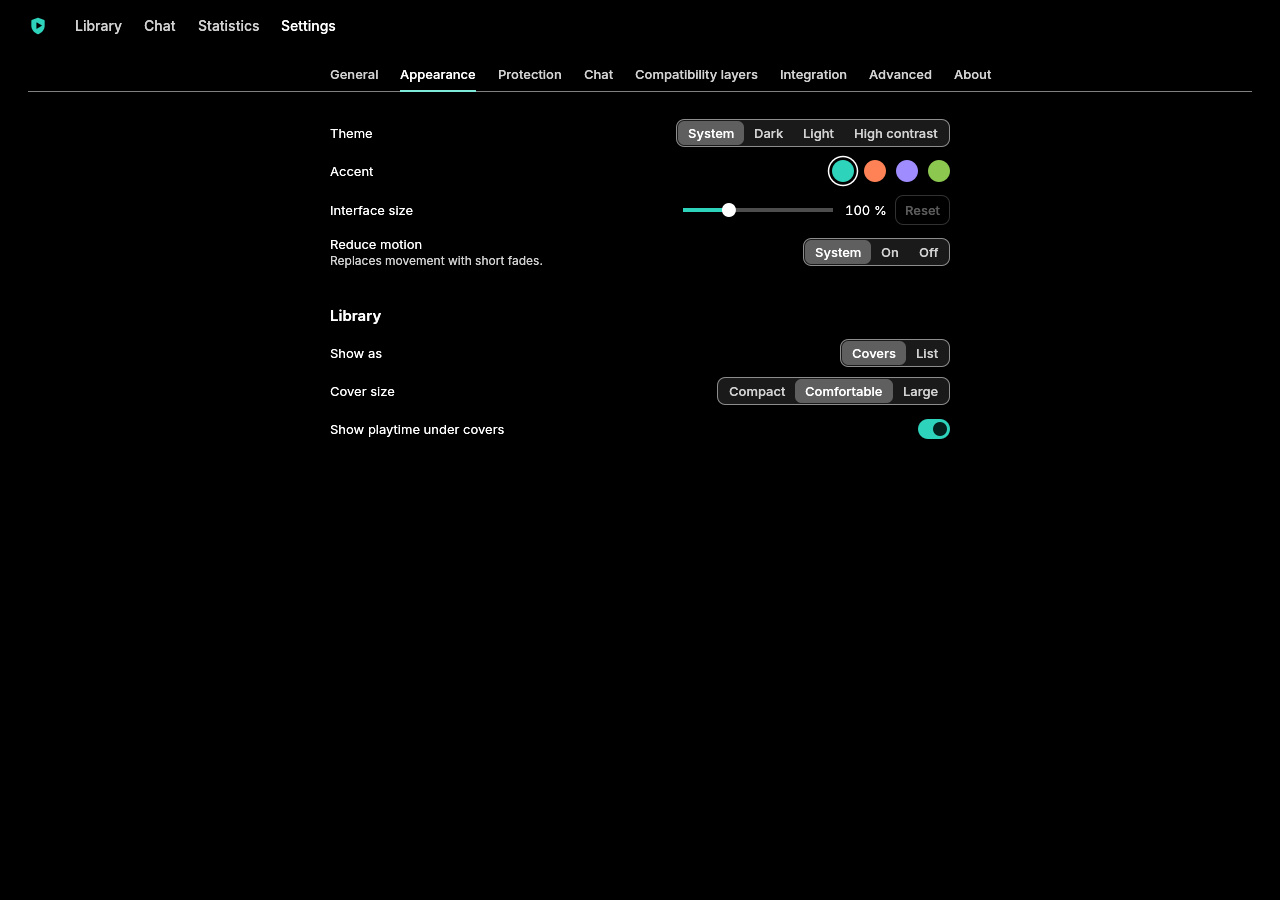 Library Chat Statistics Settings
General Appearance Protection Chat Compatibility layers Integration Advanced About
Theme System Dark Light High contrast
Accent
Interface size 100 % Reset
Reduce motion
Replaces movement with short fades.
System On Off
Library
Show as Covers List
Cover size Compact Comfortable Large
Show playtime under covers